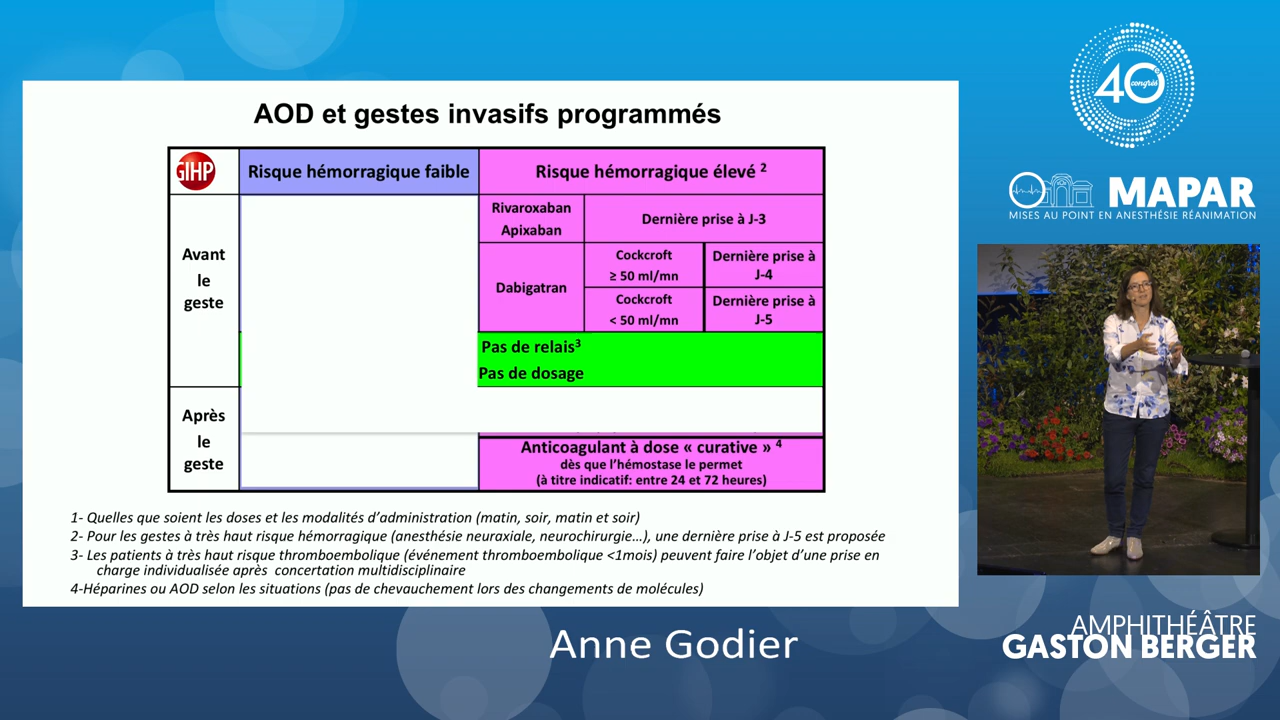 AOD et gestes invasifs programmés
GIHP
Risque hémorragique faible
Risque hémorragique élevé 2
Avant
le
geste
Rivaroxaban
Apixaban
Dernière prise à J-3
Dabigatran
Cockcroft
≥ 50 ml/mn
Dernière prise à
J-4
Cockcroft
< 50 ml/mn
Dernière prise à
J-5
Pas de relais3
Pas de dosage
Après
le
geste
Anticoagulant à dose « curative » 4
dès que l'hémostase le permet
(à titre indicatif: entre 24 et 72 heures)
1- Quelles que soient les doses et les modalités d'administration (matin, soir, matin et soir)
2- Pour les gestes à très haut risque hémorragique (anesthésie neuraxiale, neurochirurgie…), une dernière prise à J-5 est proposée
3- Les patients à très haut risque thromboembolique (événement thromboembolique <1mois) peuvent faire l'objet d'une prise en
charge individualisée après concertation multidisciplinaire
4-Héparines ou AOD selon les situations (pas de chevauchement lors des changements de molécules)
40e
congrès
MAPAR
MISES AU POINT EN ANESTHÉSIE RÉANIMATION
Anne Godier
AMPHITHÉÂTRE
GASTON BERGER